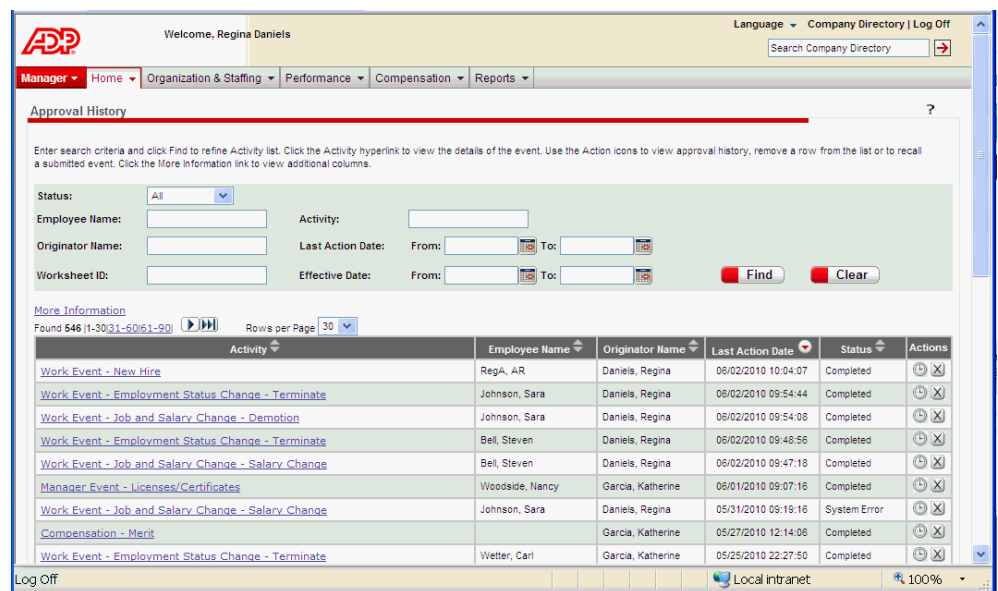 Language Company Directory | Log Off
ADP
Welcome, Regina Daniels
Search Company Directory
Manager Home Organization & Staffing Performance Compensation Reports
Approval History ?
Enter search criteria and click Find to refine Activity list. Click the Activity hyperlink to view the details of the event. Use the Action icons to view approval history, remove a row from the list or to recall
a submitted event. Click the More Information link to view additional columns.
Status: All
Employee Name: Activity:
Originator Name: Last Action Date: From: To:
Worksheet ID: Effective Date: From: To: Find Clear
More Information
Found 546 |1-30|31-60|61-90| Rows per Page 30
Activity Employee Name Originator Name Last Action Date Status Actions
Work Event - New Hire RegA, AR Daniels, Regina 06/02/2010 10:04:07 Completed X
Work Event - Employment Status Change - Terminate Johnson, Sara Daniels, Regina 06/02/2010 09:54:44 Completed X
Work Event - Job and Salary Change - Demotion Johnson, Sara Daniels, Regina 06/02/2010 09:54:08 Completed X
Work Event - Employment Status Change - Terminate Bell, Steven Daniels, Regina 06/02/2010 09:48:56 Completed X
Work Event - Job and Salary Change - Salary Change Bell, Steven Daniels, Regina 06/02/2010 09:47:18 Completed X
Manager Event - Licenses/Certificates Woodside, Nancy Garcia, Katherine 06/01/2010 09:07:16 Completed X
Work Event - Job and Salary Change - Salary Change Johnson, Sara Daniels, Regina 05/31/2010 09:19:16 System Error X
Compensation - Merit Garcia, Katherine 05/27/2010 12:14:06 Completed X
Work Event - Employment Status Change - Terminate Wetter, Carl Garcia, Katherine 05/25/2010 22:27:50 Completed X
Log Off Local intranet 100%